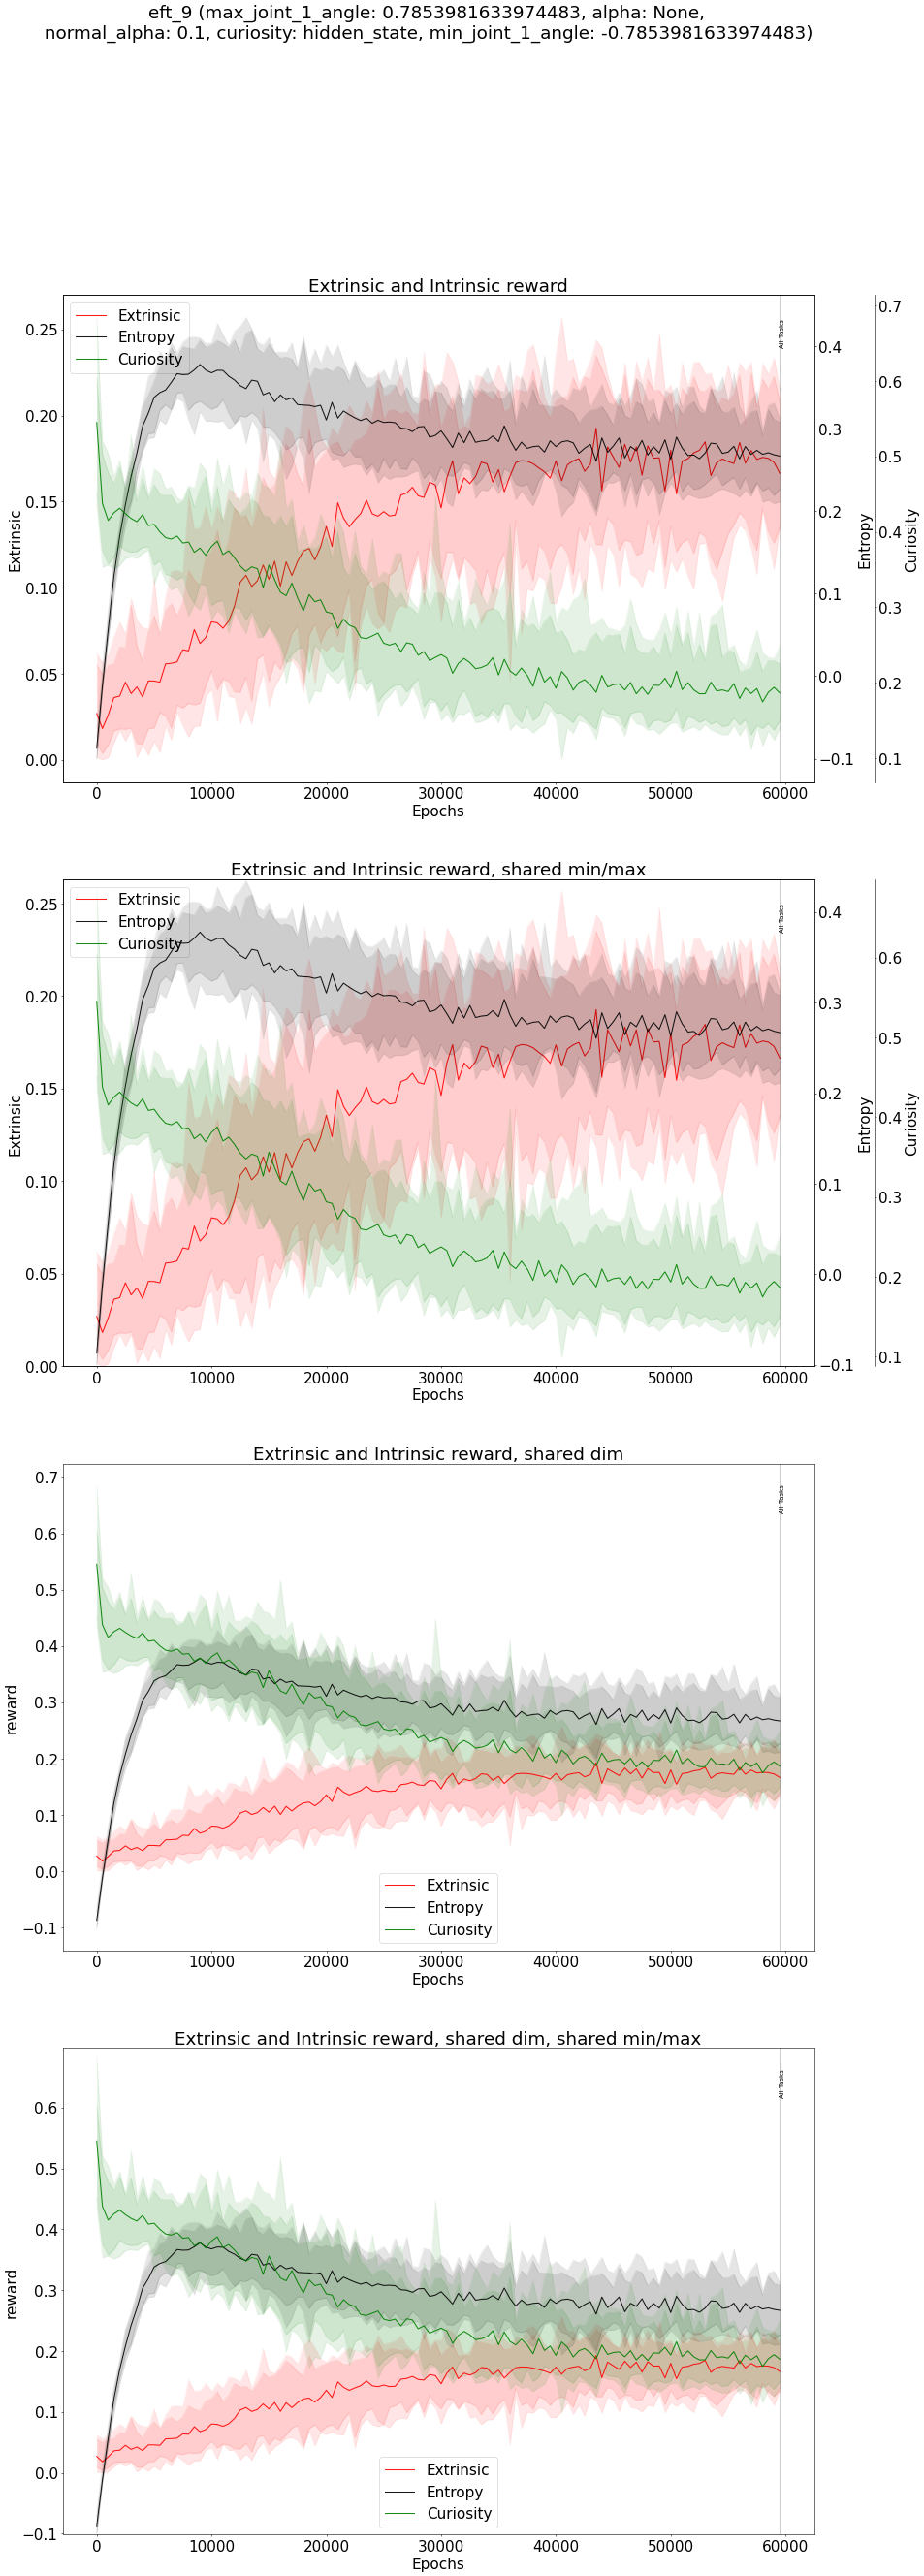 eft_9 (max_joint_1_angle: 0.7853981633974483, alpha: None,
normal_alpha: 0.1, curiosity: hidden_state, min_joint_1_angle: -0.7853981633974483)
Extrinsic and Intrinsic reward
Extrinsic
Entropy
Curiosity
All Tasks
0.25
0.20
0.15
0.10
0.05
0.00
Extrinsic
0.4
0.3
0.2
0.1
0.0
−0.1
Entropy
0.7
0.6
0.5
0.4
0.3
0.2
0.1
Curiosity
0 10000 20000 30000 40000 50000 60000
Epochs
Extrinsic and Intrinsic reward, shared min/max
Extrinsic
Entropy
Curiosity
All Tasks
0.25
0.20
0.15
0.10
0.05
0.00
Extrinsic
0.4
0.3
0.2
0.1
0.0
−0.1
Entropy
0.6
0.5
0.4
0.3
0.2
0.1
Curiosity
0 10000 20000 30000 40000 50000 60000
Epochs
Extrinsic and Intrinsic reward, shared dim
All Tasks
0.7
0.6
0.5
0.4
0.3
0.2
0.1
0.0
−0.1
reward
Extrinsic
Entropy
Curiosity
0 10000 20000 30000 40000 50000 60000
Epochs
Extrinsic and Intrinsic reward, shared dim, shared min/max
All Tasks
0.6
0.5
0.4
0.3
0.2
0.1
0.0
−0.1
reward
Extrinsic
Entropy
Curiosity
0 10000 20000 30000 40000 50000 60000
Epochs